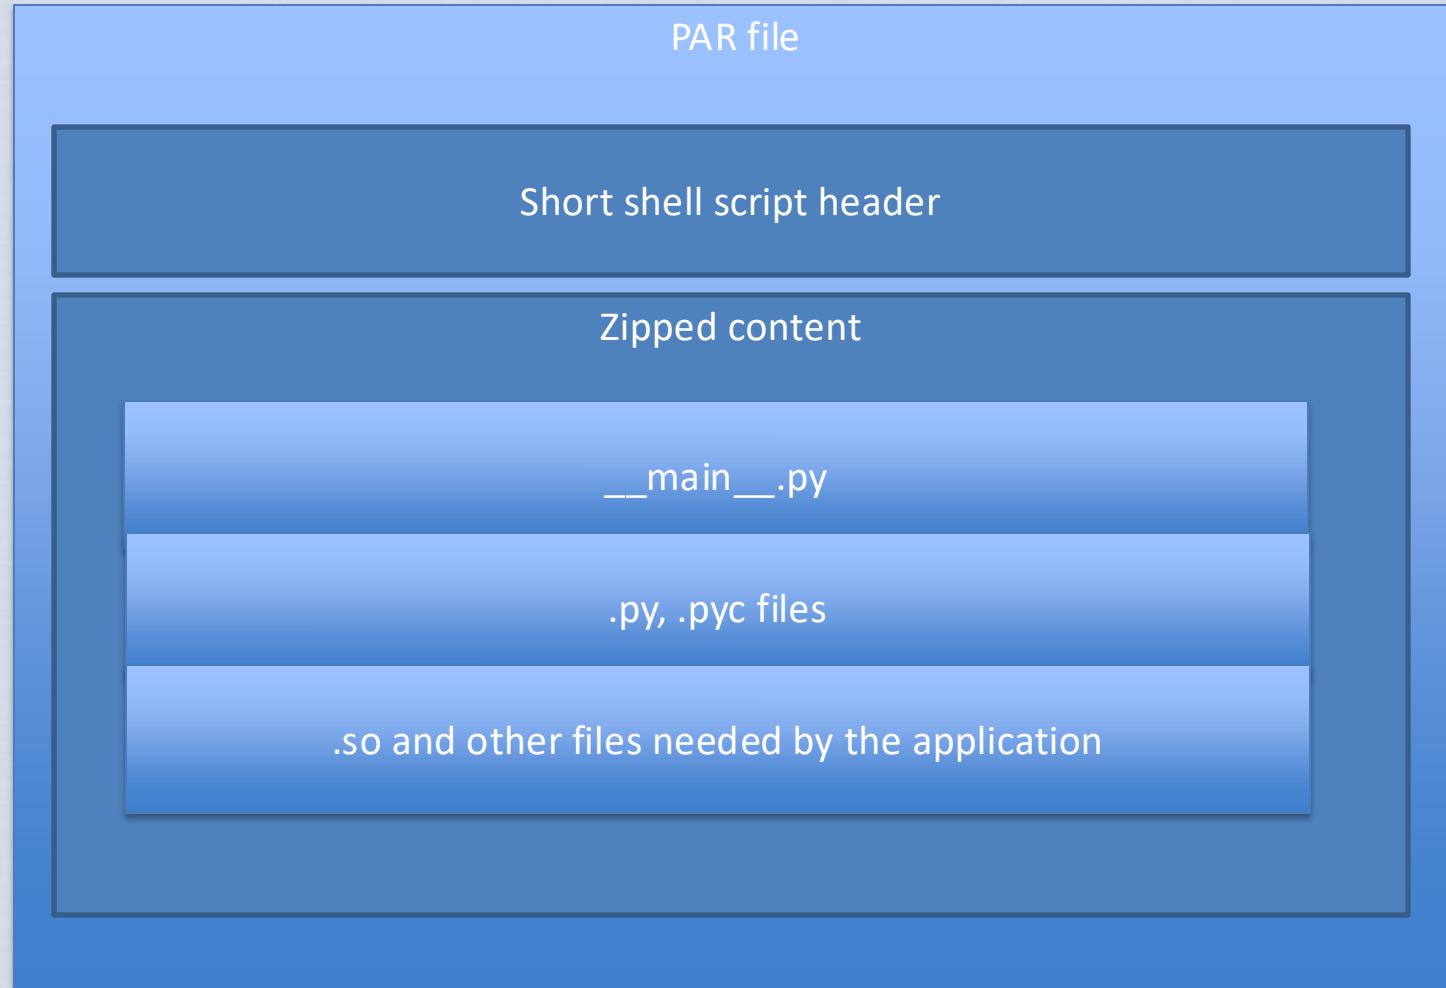 PAR file
Short shell script header
Zipped content
__main__.py
.py, .pyc files
.so and other files needed by the application